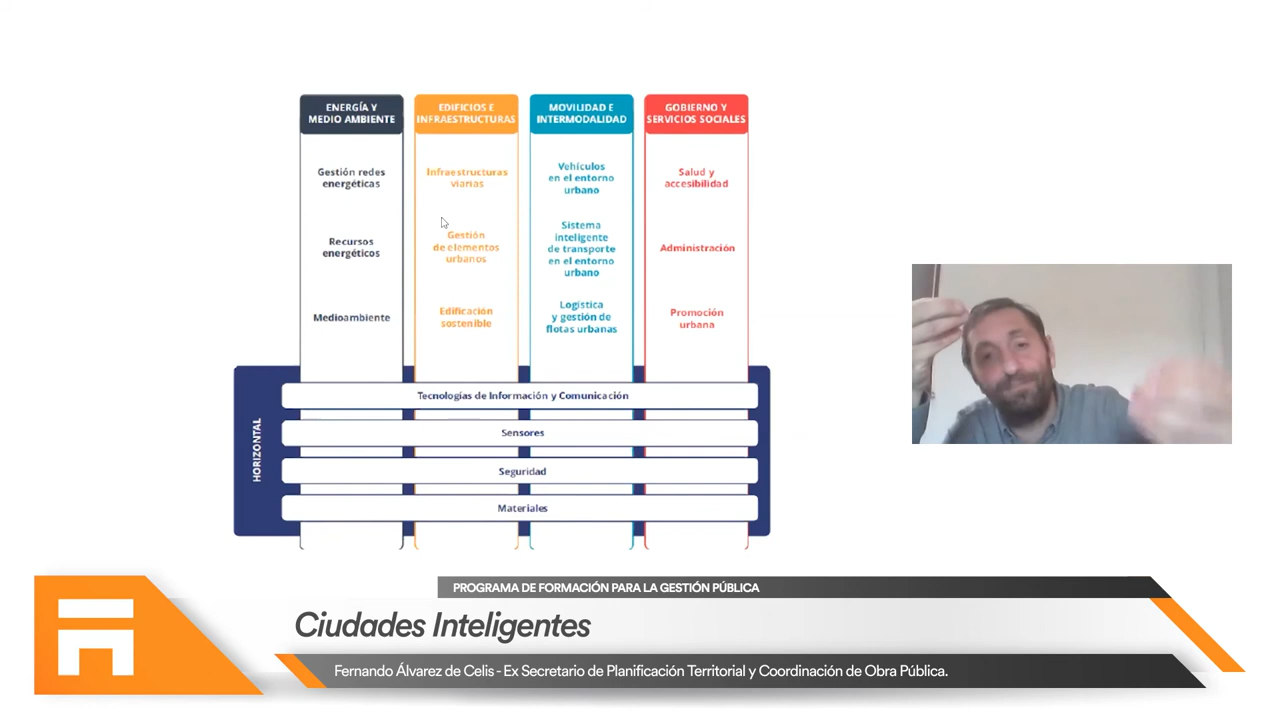 ENERGÍA Y
MEDIO AMBIENTE
Gestión redes
energéticas
Recursos
energéticos
Medioambiente
EDIFICIOS E
INFRAESTRUCTURAS
Infraestructuras
viarias
Gestión
de elementos
urbanos
Edificación
sostenible
MOVILIDAD E
INTERMODALIDAD
Vehículos
en el entorno
urbano
Sistema
inteligente
de transporte
en el entorno
urbano
Logística
y gestión de
flotas urbanas
GOBIERNO Y
SERVICIOS SOCIALES
Salud y
accesibilidad
Administración
Promoción
urbana
HORIZONTAL
Tecnologías de Información y Comunicación
Sensores
Seguridad
Materiales
PROGRAMA DE FORMACIÓN PARA LA GESTIÓN PÚBLICA
Ciudades Inteligentes
Fernando Álvarez de Celis - Ex Secretario de Planificación Territorial y Coordinación de Obra Pública.